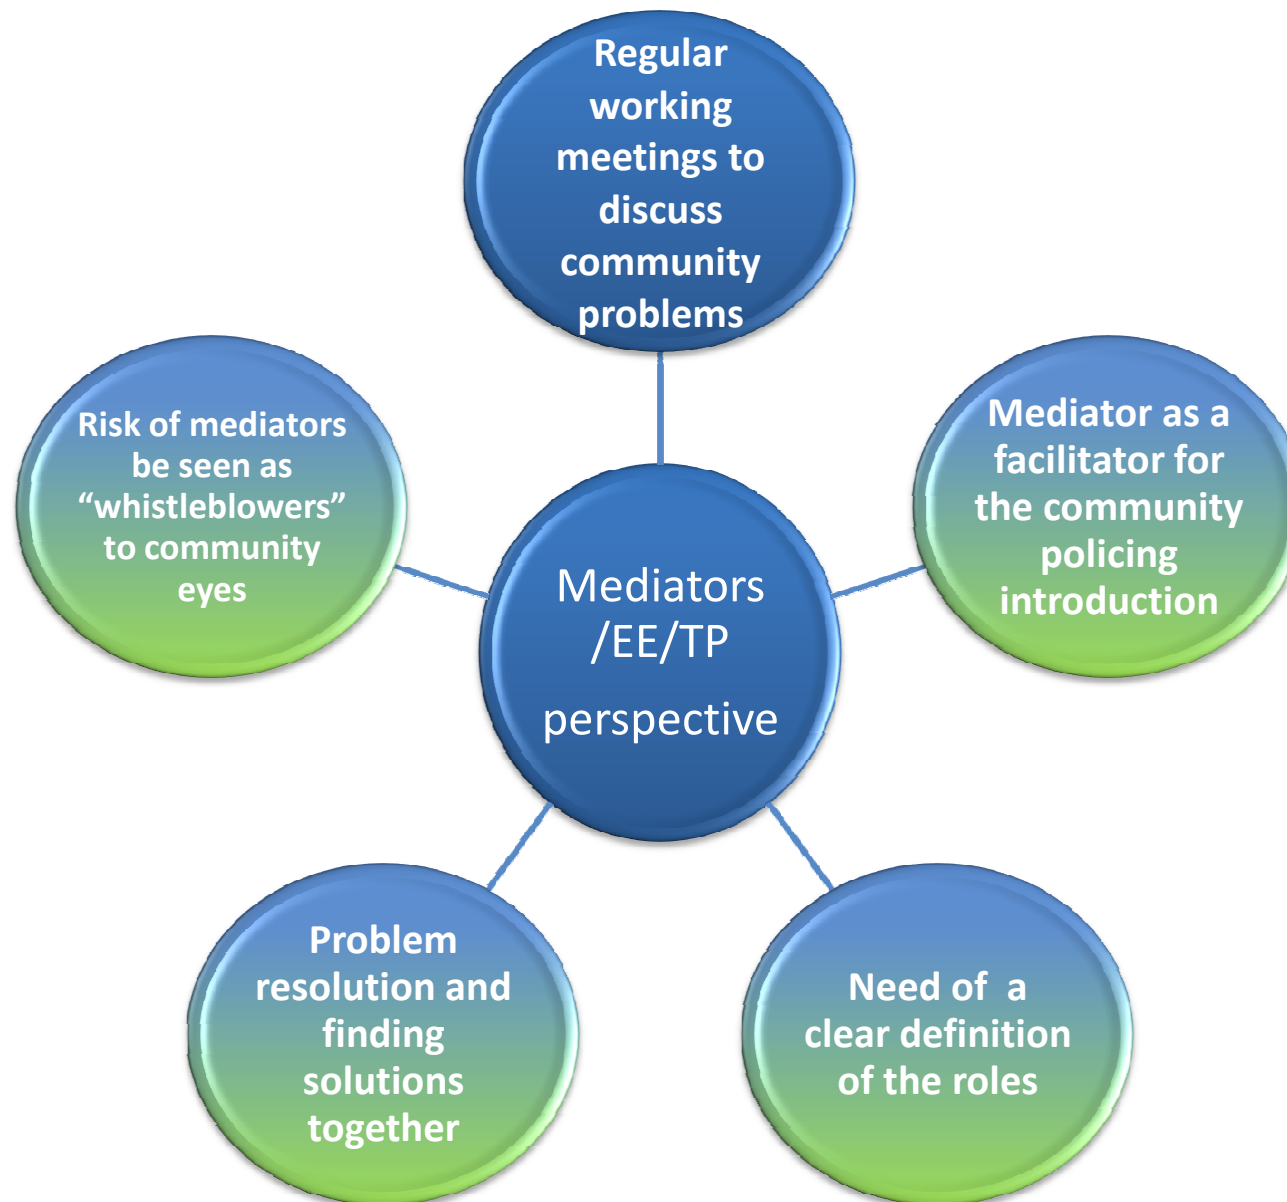 Regular
working
meetings to
discuss
community
problems
Mediator as a
facilitator for
the community
policing
introduction
Need of  a
clear definition
of the roles
Problem
resolution and
finding
solutions
together
Risk of mediators
be seen as
“whistleblowers”
to community
eyes
Mediators
/EE/TP
perspective